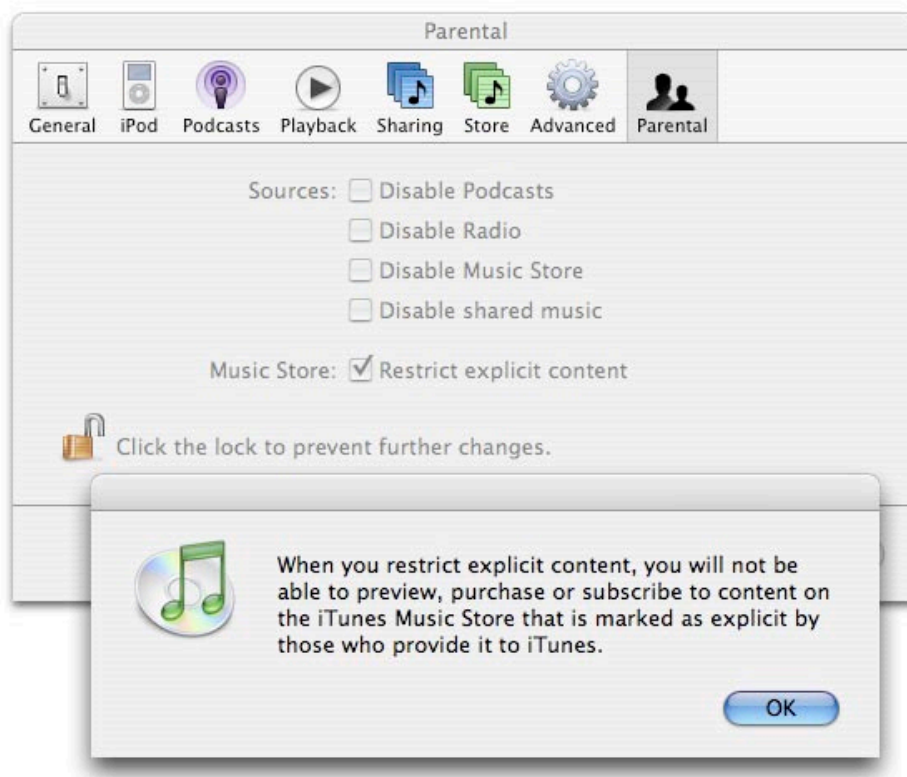 Parental
General iPod Podcasts Playback Sharing Store Advanced Parental
Sources: Disable Podcasts
Disable Radio
Disable Music Store
Disable shared music
Music Store: Restrict explicit content
Click the lock to prevent further changes.
When you restrict explicit content, you will not be
able to preview, purchase or subscribe to content on
the iTunes Music Store that is marked as explicit by
those who provide it to iTunes.
OK